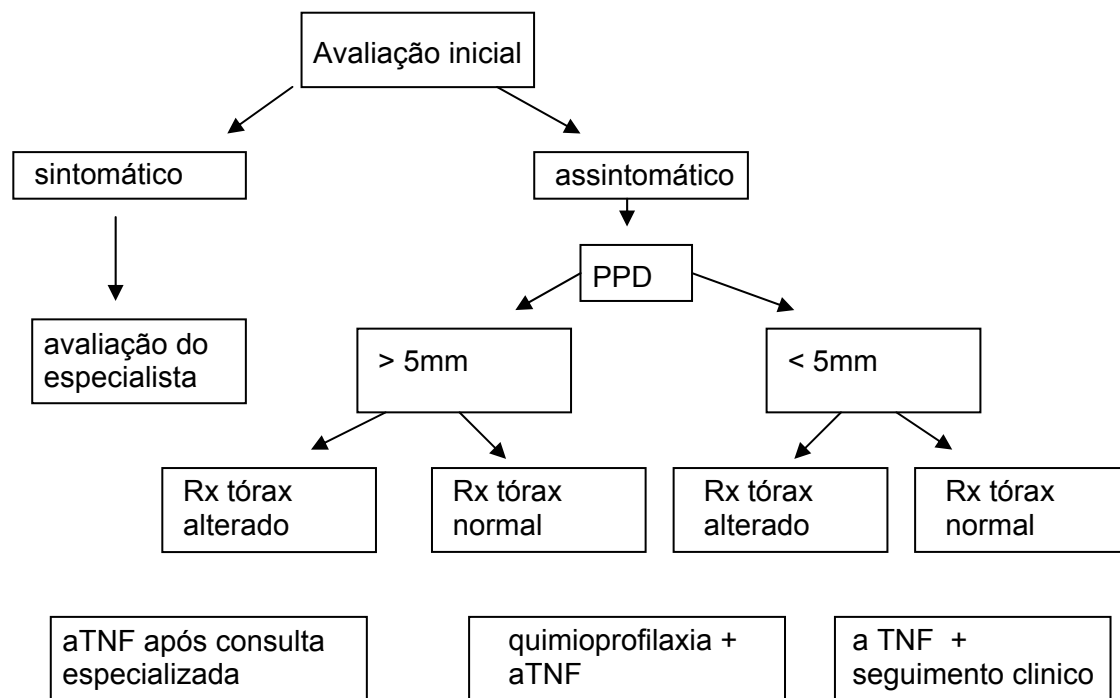 Avaliação inicial
sintomático
assintomático
PPD
avaliação do
especialista
> 5mm
< 5mm
Rx tórax
alterado
Rx tórax
normal
Rx tórax
alterado
Rx tórax
normal
aTNF após consulta
especializada
quimioprofilaxia +
aTNF
a TNF +
seguimento clinico